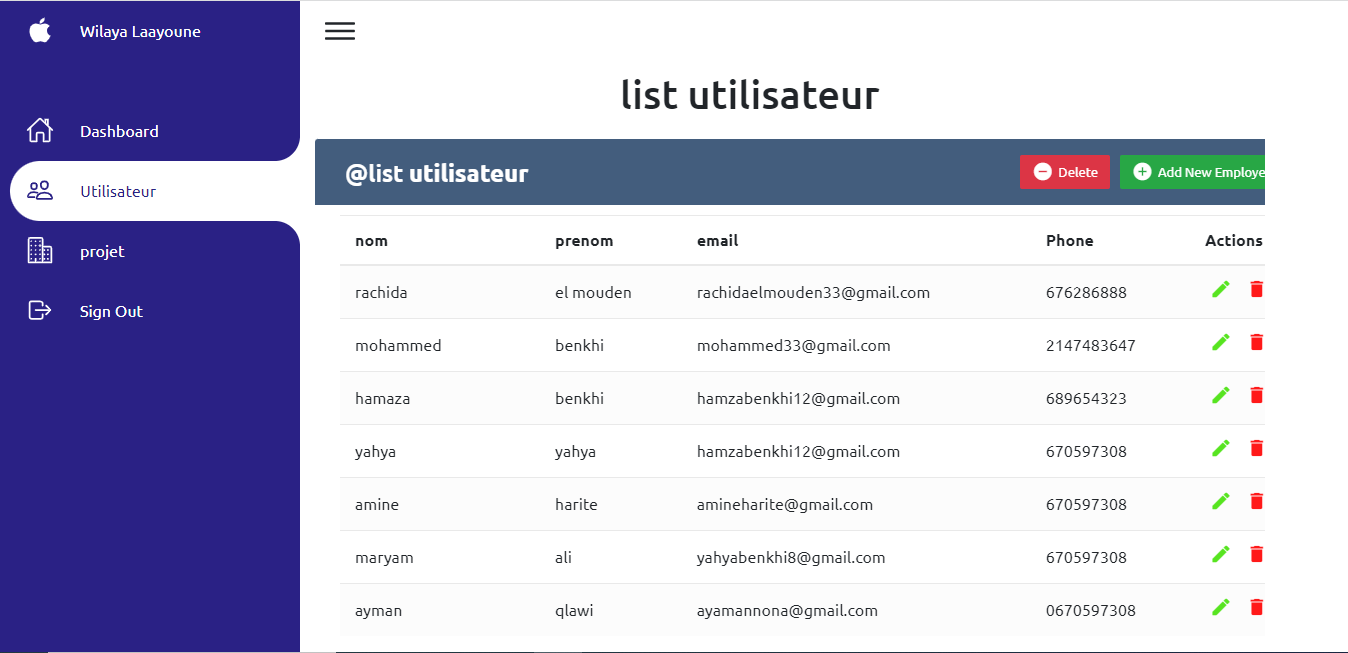 Wilaya Laayoune
Dashboard
Utilisateur
projet
Sign Out
list utilisateur
@list utilisateur
Delete
Add New Employe
nom prenom email Phone Actions
rachida el mouden rachidaelmouden33@gmail.com 676286888
mohammed benkhi mohammed33@gmail.com 2147483647
hamaza benkhi hamzabenkhi12@gmail.com 689654323
yahya yahya hamzabenkhi12@gmail.com 670597308
amine harite amineharite@gmail.com 670597308
maryam ali yahyabenkhi8@gmail.com 670597308
ayman qlawi ayamannona@gmail.com 0670597308